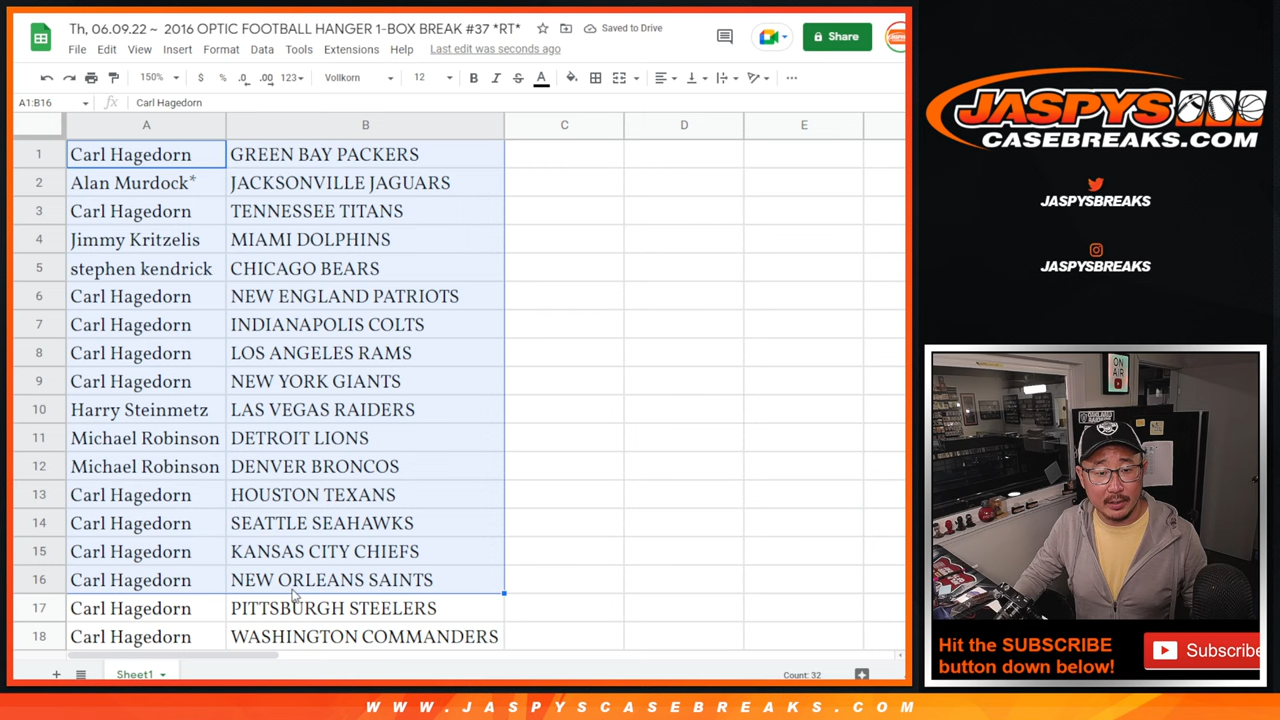 Th, 06.09.22 ~ 2016 OPTIC FOOTBALL HANGER 1-BOX BREAK #37 *RT*
Saved to Drive
File Edit View Insert Format Data Tools Extensions Help Last edit was seconds ago
Share
150% $ % .0 .00 123 Vollkorn 12 B I S A
A1:B16 fx Carl Hagedorn
A B C D E
1 Carl Hagedorn GREEN BAY PACKERS
2 Alan Murdock* JACKSONVILLE JAGUARS
3 Carl Hagedorn TENNESSEE TITANS
4 Jimmy Kritzelis MIAMI DOLPHINS
5 stephen kendrick CHICAGO BEARS
6 Carl Hagedorn NEW ENGLAND PATRIOTS
7 Carl Hagedorn INDIANAPOLIS COLTS
8 Carl Hagedorn LOS ANGELES RAMS
9 Carl Hagedorn NEW YORK GIANTS
10 Harry Steinmetz LAS VEGAS RAIDERS
11 Michael Robinson DETROIT LIONS
12 Michael Robinson DENVER BRONCOS
13 Carl Hagedorn HOUSTON TEXANS
14 Carl Hagedorn SEATTLE SEAHAWKS
15 Carl Hagedorn KANSAS CITY CHIEFS
16 Carl Hagedorn NEW ORLEANS SAINTS
17 Carl Hagedorn PITTSBURGH STEELERS
18 Carl Hagedorn WASHINGTON COMMANDERS
Sheet1
Count: 32
JASPYS
CASEBREAKS.COM
JASPYSBREAKS
JASPYSBREAKS
ON
AIR
Hit the SUBSCRIBE
button down below!
Subscribe
WWW.JASPYSCASEBREAKS.COM